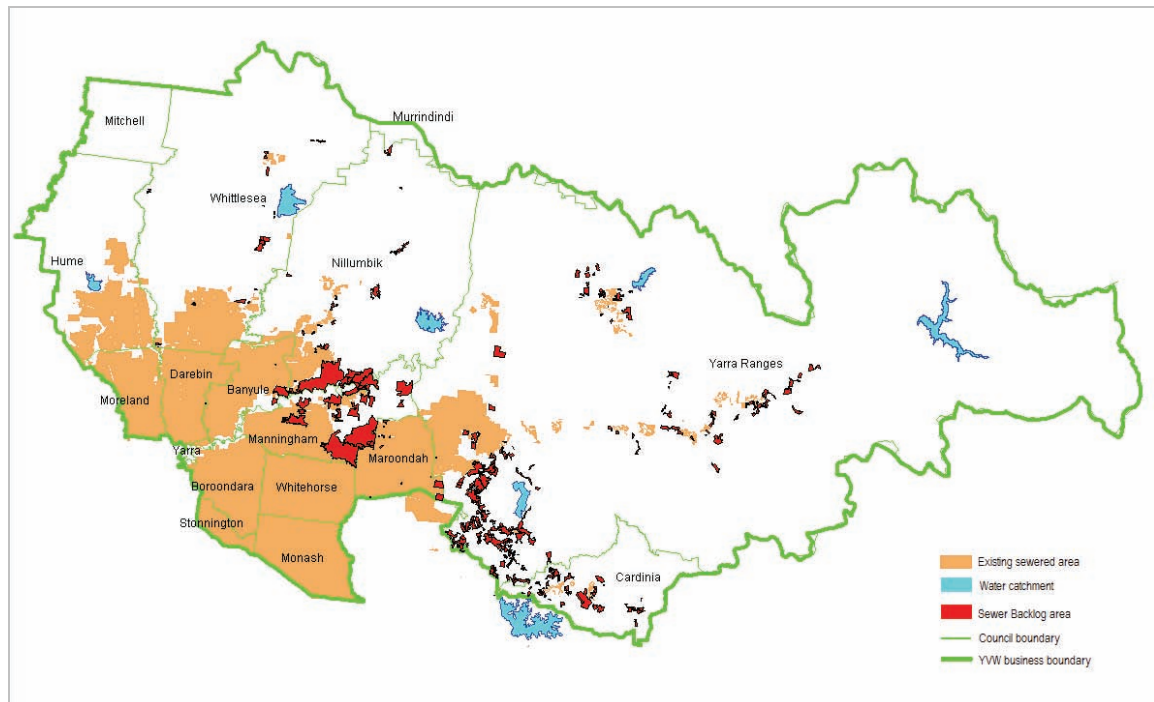 Mitchell
Murrindindi
Whittlesea
Hume
Nillumbik
Yarra Ranges
Darebin
Banyule
Moreland
Manningham
Yarra
Maroondah
Boroondara
Whitehorse
Stonnington
Monash
Cardinia
Existing sewered area
Water catchment
Sewer Backlog area
Council boundary
YVW business boundary